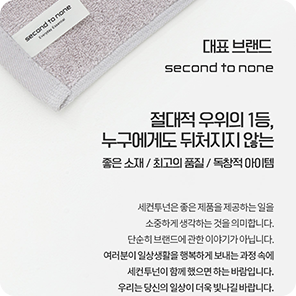 second to none
Everyday Essential
대표 브랜드
second to none
절대적 우위의 1등,
누구에게도 뒤처지지 않는
좋은 소재 / 최고의 품질 / 독창적 아이템
세컨투넌은 좋은 제품을 제공하는 일을
소중하게 생각하는 것을 의미합니다.
단순히 브랜드에 관한 이야기가 아닙니다.
여러분이 일상생활을 행복하게 보내는 과정 속에
세컨투넌이 함께 했으면 하는 바람입니다.
우리는 당신의 일상이 더욱 빛나길 바랍니다.